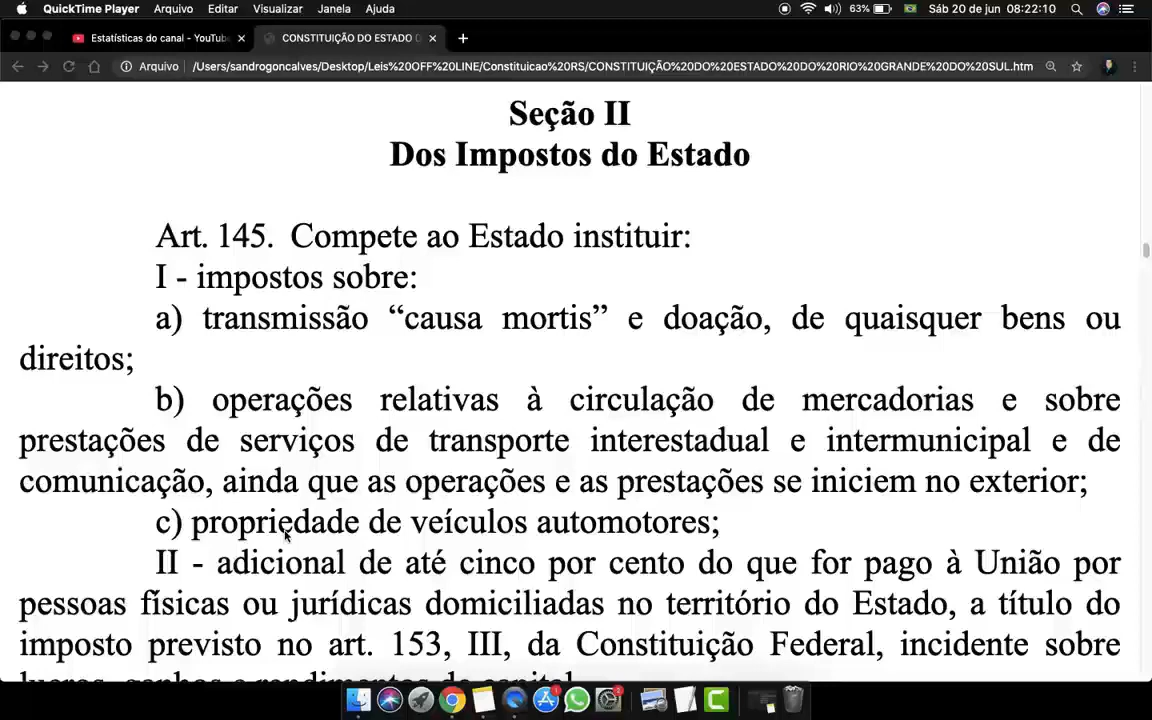 QuickTime Player Arquivo Editar Visualizar Janela Ajuda 63% Sáb 20 de jun 08:22:10
Estatísticas do canal - YouTube CONSTITUIÇÃO DO ESTADO
Arquivo /Users/sandrogoncalves/Desktop/Leis%20OFF%20LINE/Constituicao%20RS/CONSTITUIÇÃO%20DO%20ESTADO%20DO%20RIO%20GRANDE%20DO%20SUL.htm
Seção II
Dos Impostos do Estado
Art. 145. Compete ao Estado instituir:
I - impostos sobre:
a) transmissão “causa mortis” e doação, de quaisquer bens ou
direitos;
b) operações relativas à circulação de mercadorias e sobre
prestações de serviços de transporte interestadual e intermunicipal e de
comunicação, ainda que as operações e as prestações se iniciem no exterior;
c) propriedade de veículos automotores;
II - adicional de até cinco por cento do que for pago à União por
pessoas físicas ou jurídicas domiciliadas no território do Estado, a título do
imposto previsto no art. 153, III, da Constituição Federal, incidente sobre
lucros, ganhos e rendimentos de capital.